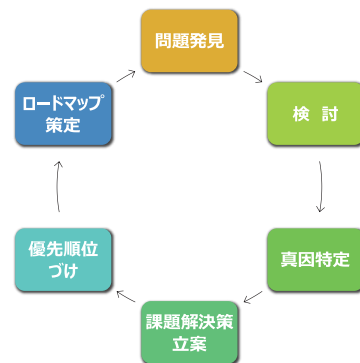 問題発見
検 討
真因特定
課題解決策
立案
優先順位
づけ
ロードマップ
策定